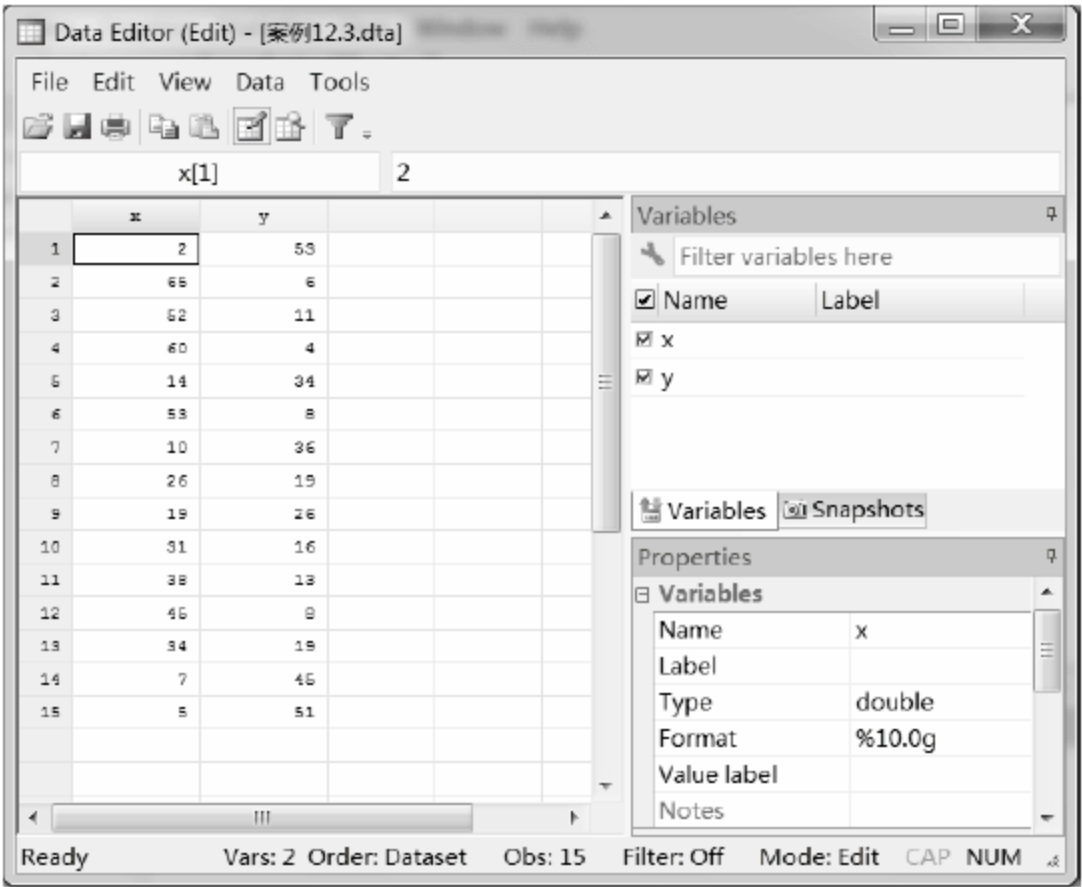 Data Editor (Edit) - [案例12.3.dta]
File Edit View Data Tools
x[1] 2
x y
1 2 53
2 65 6
3 52 11
4 60 4
5 14 34
6 53 8
7 10 36
8 26 19
9 19 26
10 31 16
11 38 13
12 45 8
13 34 19
14 7 45
15 5 51
Variables
Filter variables here
Name Label
x
y
Variables Snapshots
Properties
Variables
Name x
Label
Type double
Format %10.0g
Value label
Notes
Ready Vars: 2 Order: Dataset Obs: 15 Filter: Off Mode: Edit CAP NUM